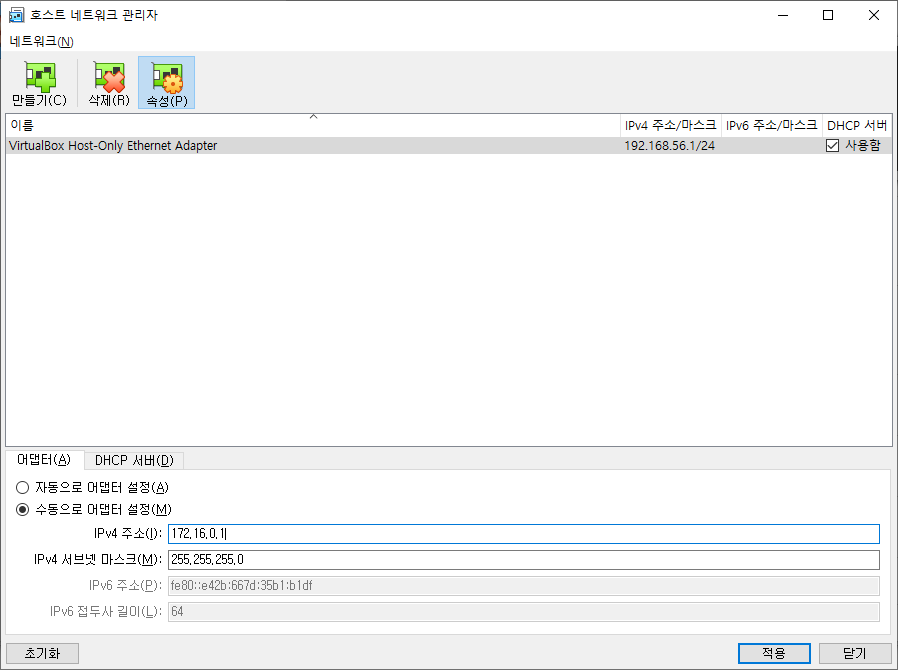 호스트 네트워크 관리자
네트워크(N)
만들기(C) 삭제(R) 속성(P)
이름 IPv4 주소/마스크 IPv6 주소/마스크 DHCP 서버
VirtualBox Host-Only Ethernet Adapter 192.168.56.1/24 사용함
어댑터(A) DHCP 서버(D)
자동으로 어댑터 설정(A)
수동으로 어댑터 설정(M)
IPv4 주소(I): 172.16.0.1
IPv4 서브넷 마스크(M): 255.255.255.0
IPv6 주소(P): fe80::e42b:667d:35b1:b1df
IPv6 접두사 길이(L): 64
초기화 적용 닫기